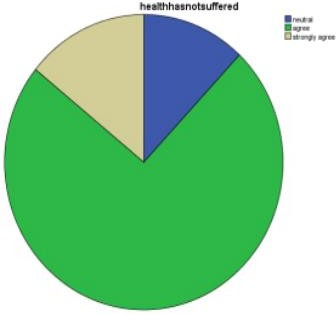 healthhasnotsuffered
neutral
agree
strongly agree